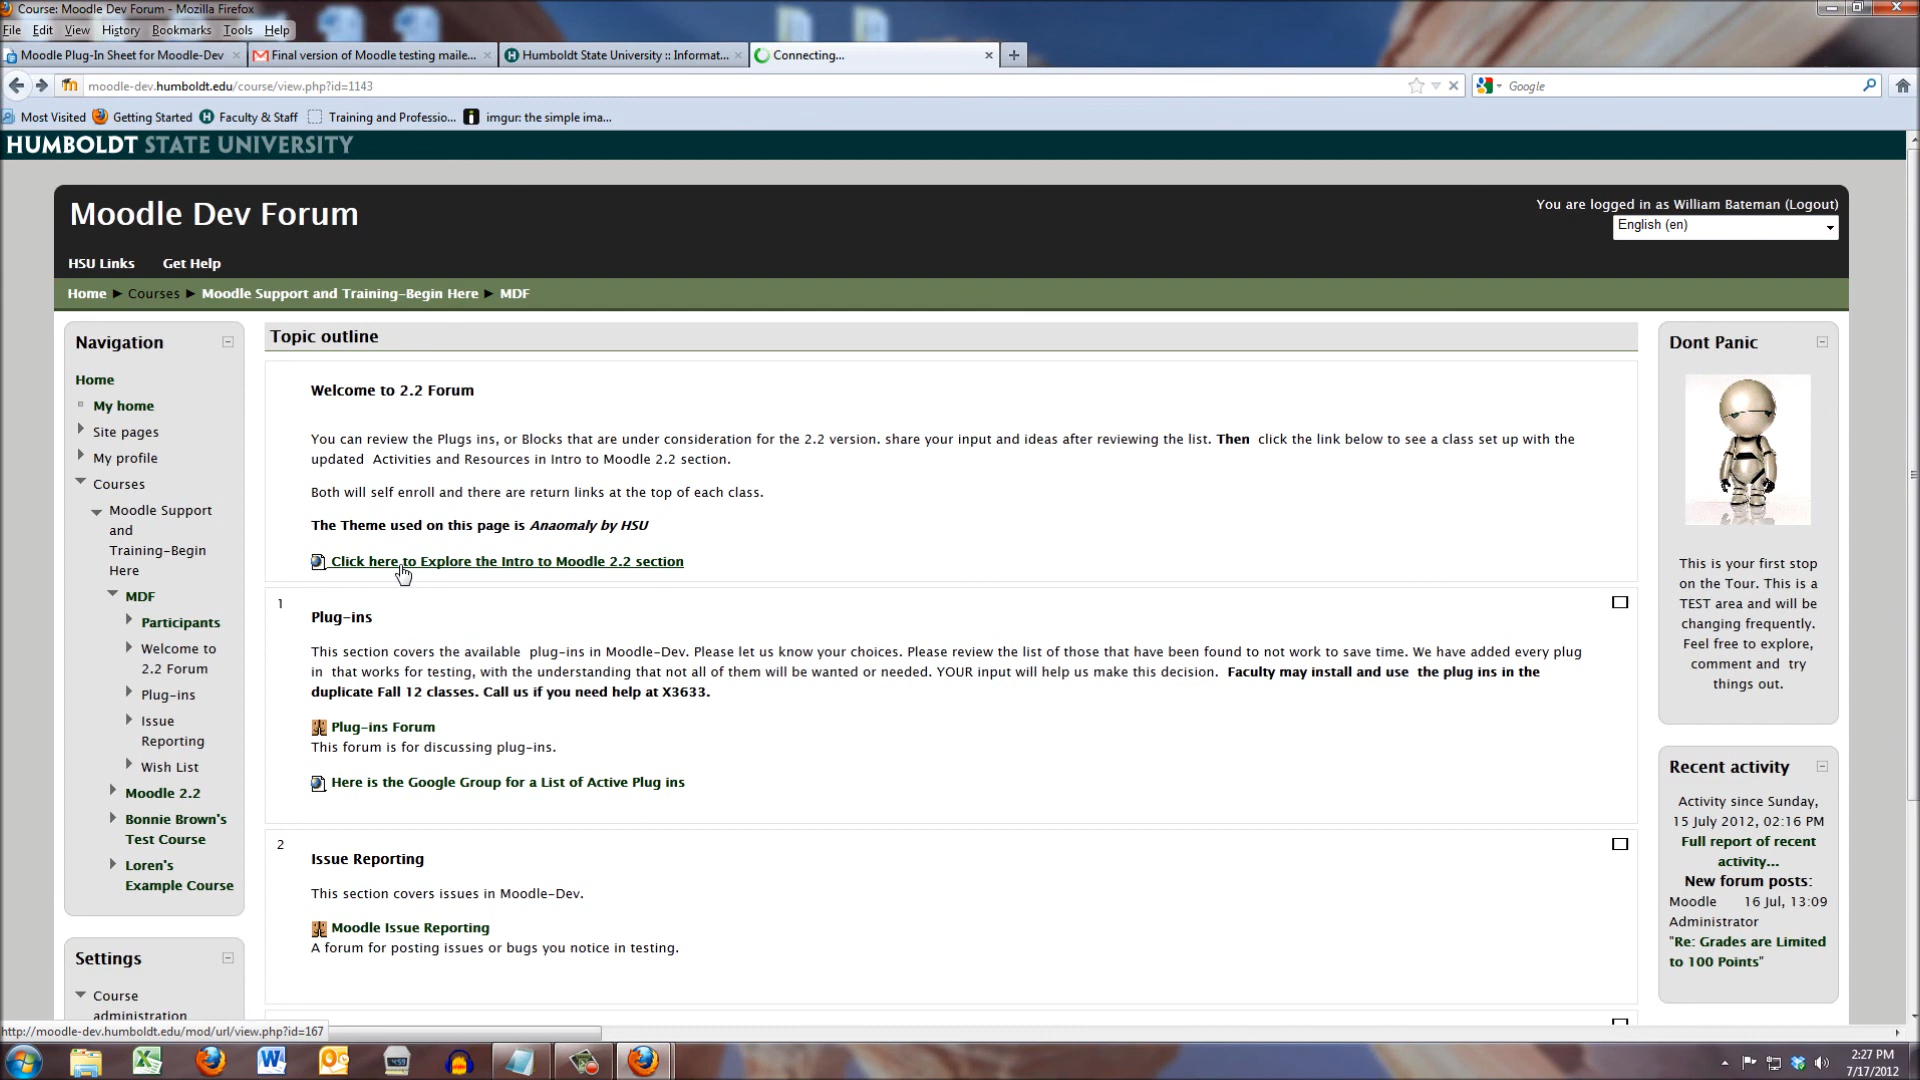 Course: Moodle Dev Forum - Mozilla Firefox
File Edit View History Bookmarks Tools Help
Moodle Plug-In Sheet for Moodle-Dev
Final version of Moodle testing maile...
Humboldt State University :: Informat...
Connecting...
moodle-dev.humboldt.edu/course/view.php?id=1143
Google
Most Visited Getting Started Faculty & Staff Training and Professio... imgur: the simple ima...
HUMBOLDT STATE UNIVERSITY
Moodle Dev Forum
You are logged in as William Bateman (Logout)
English (en)
HSU Links Get Help
Home ► Courses ► Moodle Support and Training-Begin Here ► MDF
Navigation
Home
My home
Site pages
My profile
Courses
Moodle Support
and
Training-Begin
Here
MDF
Participants
Welcome to
2.2 Forum
Plug-ins
Issue
Reporting
Wish List
Moodle 2.2
Bonnie Brown's
Test Course
Loren's
Example Course
Settings
Course
administration
Topic outline
Welcome to 2.2 Forum
You can review the Plugs ins, or Blocks that are under consideration for the 2.2 version. share your input and ideas after reviewing the list. Then click the link below to see a class set up with the
updated Activities and Resources in Intro to Moodle 2.2 section.
Both will self enroll and there are return links at the top of each class.
The Theme used on this page is Anaomaly by HSU
Click here to Explore the Intro to Moodle 2.2 section
1
Plug-ins
This section covers the available plug-ins in Moodle-Dev. Please let us know your choices. Please review the list of those that have been found to not work to save time. We have added every plug
in that works for testing, with the understanding that not all of them will be wanted or needed. YOUR input will help us make this decision. Faculty may install and use the plug ins in the
duplicate Fall 12 classes. Call us if you need help at X3633.
Plug-ins Forum
This forum is for discussing plug-ins.
Here is the Google Group for a List of Active Plug ins
2
Issue Reporting
This section covers issues in Moodle-Dev.
Moodle Issue Reporting
A forum for posting issues or bugs you notice in testing.
Dont Panic
This is your first stop
on the Tour. This is a
TEST area and will be
changing frequently.
Feel free to explore,
comment and try
things out.
Recent activity
Activity since Sunday,
15 July 2012, 02:16 PM
Full report of recent
activity...
New forum posts:
Moodle 16 Jul, 13:09
Administrator
"Re: Grades are Limited
to 100 Points"
http://moodle-dev.humboldt.edu/mod/url/view.php?id=167
2:27 PM
7/17/2012